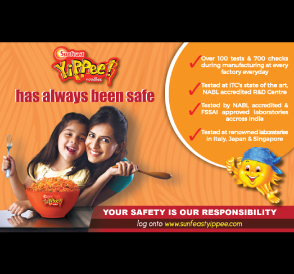 Sunfeast
YiPPee!
noodles
has always been safe
Over 100 tests & 700 checks
during manufacturing at every
factory everyday
Tested at ITC's state of the art,
NABL accredited R&D Centre
Tested by NABL accredited &
FSSAI approved laboratories
accross India
Tested at renowned laboratories
in Italy, Japan & Singapore
YOUR SAFETY IS OUR RESPONSIBILITY
log onto www.sunfeastyippee.com